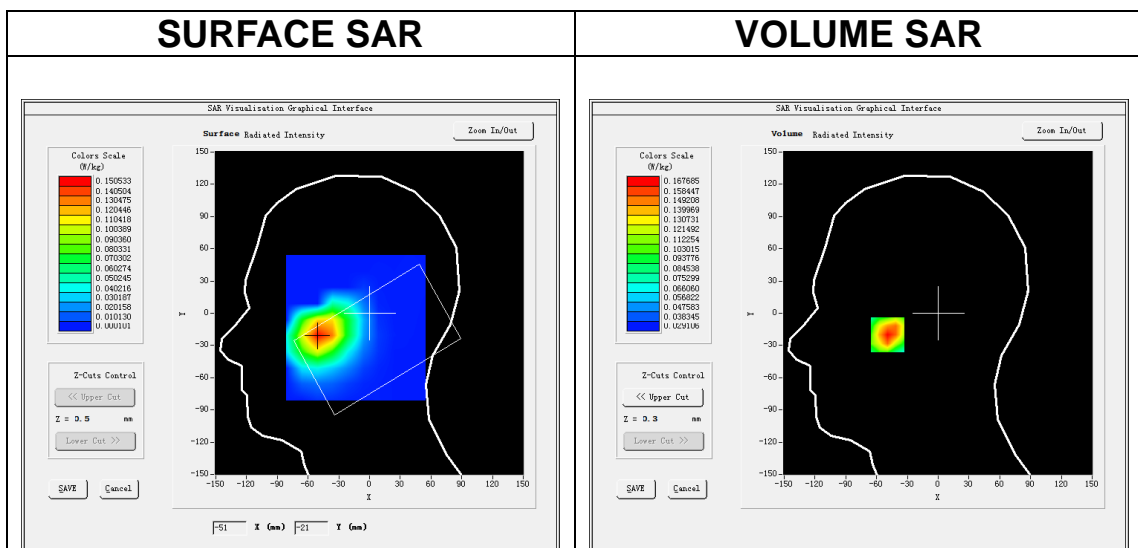 SURFACE SAR
VOLUME SAR
SAR Visualisation Graphical Interface
Surface Radiated Intensity
Zoom In/Out
Colors Scale
(W/kg)
0.150533
0.140504
0.130475
0.120446
0.110418
0.100389
0.090360
0.080331
0.070302
0.060274
0.050245
0.040216
0.030187
0.020158
0.010130
0.000101
Z-Cuts Control
<< Upper Cut
Z = 0.5 mm
Lower Cut >>
SAVE
Cancel
150
120
90
60
30
0
-30
-60
-90
-120
-150
Y
-150 -120 -90 -60 -30 0 30 60 90 120 150
X
-51 X (mm) -21 Y (mm)
SAR Visualisation Graphical Interface
Volume Radiated Intensity
Zoom In/Out
Colors Scale
(W/kg)
0.167685
0.158447
0.149208
0.139969
0.130731
0.121492
0.112254
0.103015
0.093776
0.084538
0.075299
0.066060
0.056822
0.047583
0.038345
0.029106
Z-Cuts Control
<< Upper Cut
Z = 0.3 mm
Lower Cut >>
SAVE
Cancel
150
120
90
60
30
0
-30
-60
-90
-120
-150
Y
-150 -120 -90 -60 -30 0 30 60 90 120 150
X